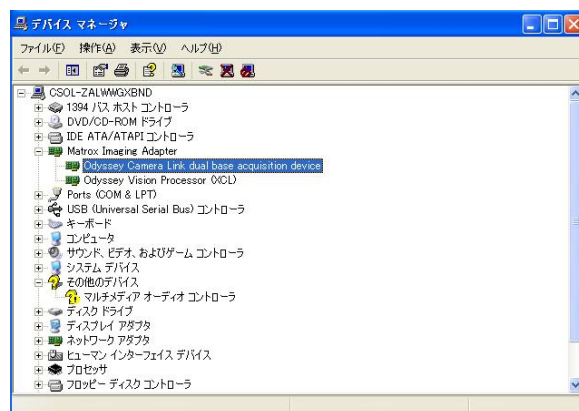 デバイス マネージャ
ファイル(F) 操作(A) 表示(V) ヘルプ(H)
CSOL-ZALWWGXBND
1394 バス ホスト コントローラ
DVD/CD-ROM ドライブ
IDE ATA/ATAPI コントローラ
Matrox Imaging Adapter
Odyssey Camera Link dual base acquisition device
Odyssey Vision Processor (XCL)
Ports (COM & LPT)
USB (Universal Serial Bus) コントローラ
キーボード
コンピュータ
サウンド、ビデオ、およびゲーム コントローラ
システム デバイス
その他のデバイス
マルチメディア オーディオ コントローラ
ディスク ドライブ
ディスプレイ アダプタ
ネットワーク アダプタ
ヒューマン インターフェイス デバイス
プロセッサ
フロッピー ディスク コントローラ